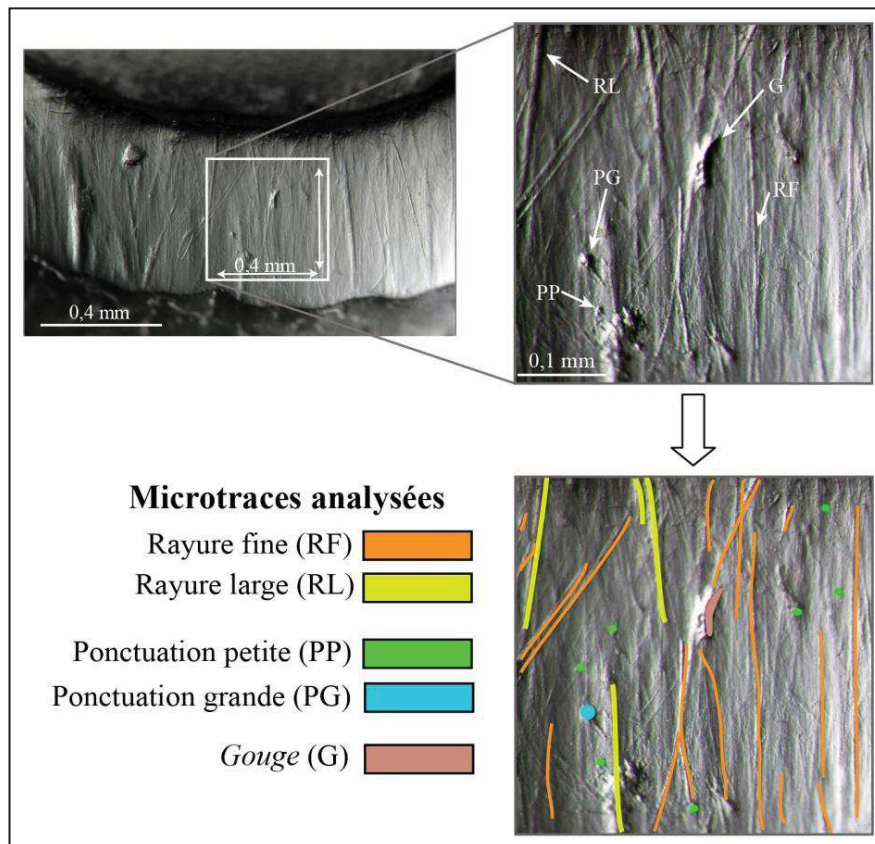 0,4 mm
0,4 mm
RL
G
PG
RF
PP
0,1 mm
Microtraces analysées
Rayure fine (RF)
Rayure large (RL)
Ponctuation petite (PP)
Ponctuation grande (PG)
Gouge (G)